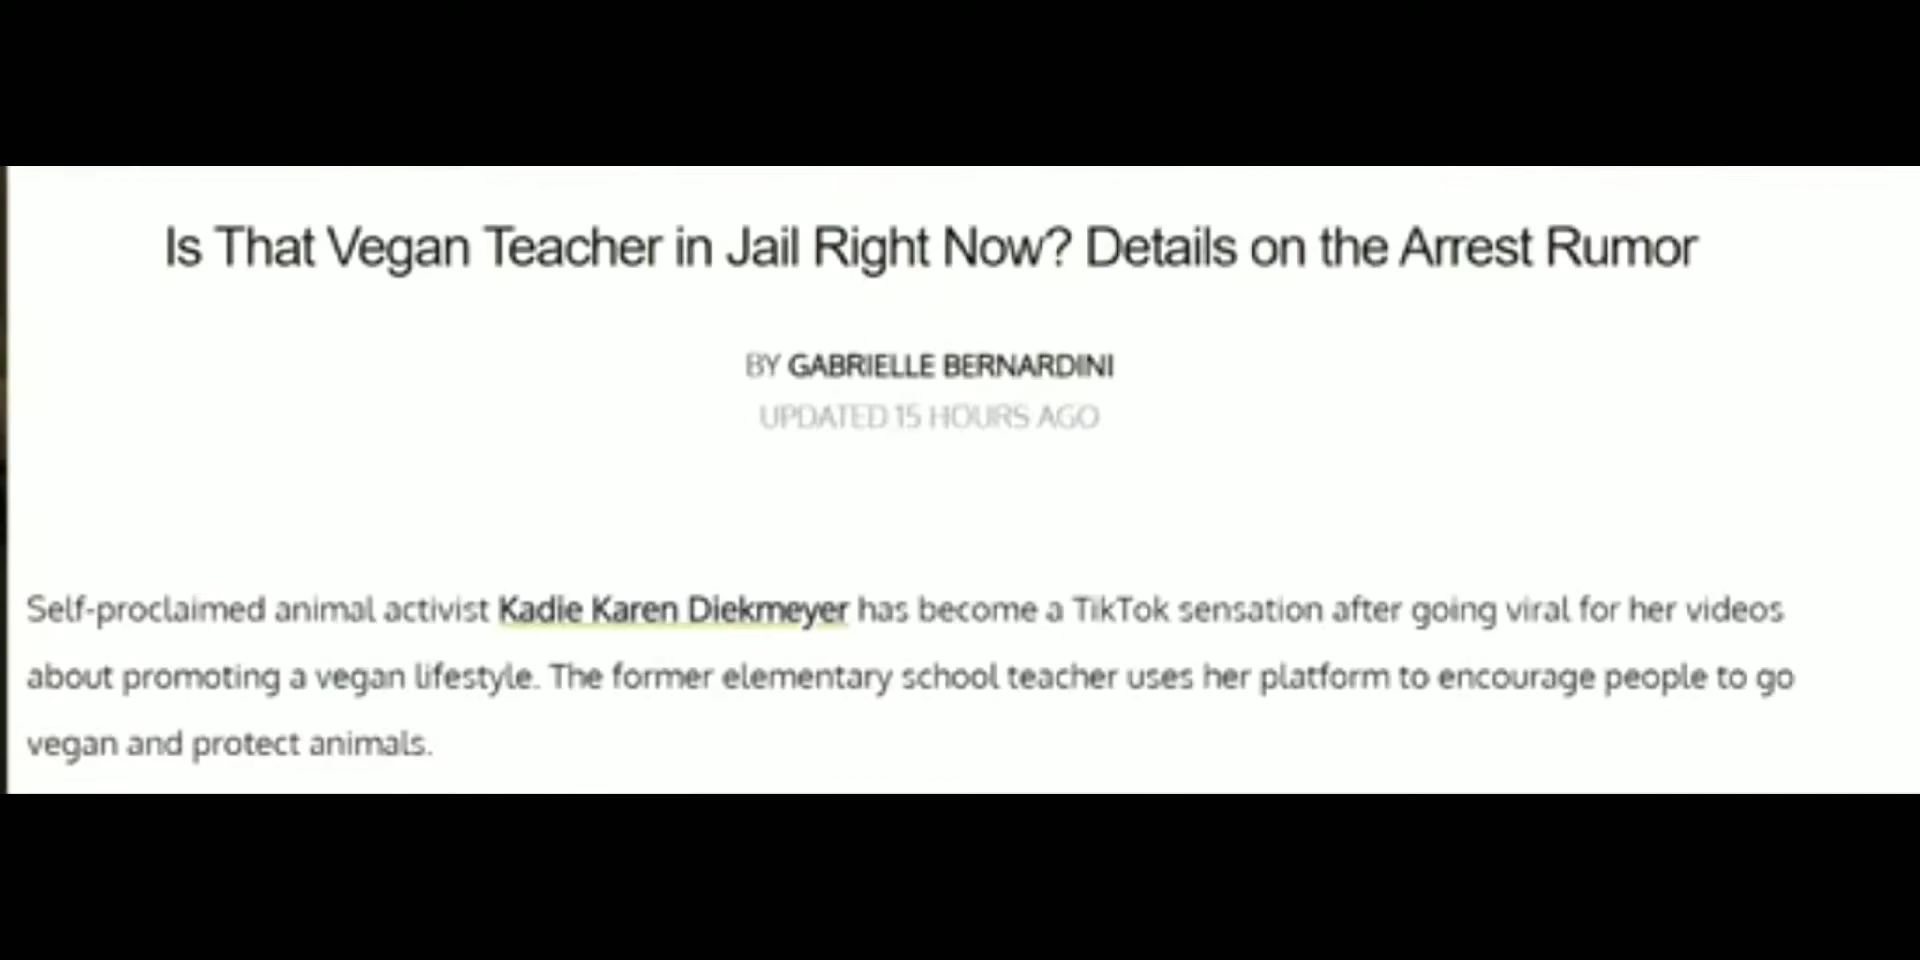 Is That Vegan Teacher in Jail Right Now? Details on the Arrest Rumor
BY GABRIELLE BERNARDINI
UPDATED 15 HOURS AGO
Self-proclaimed animal activist Kadie Karen Diekmeyer has become a TikTok sensation after going viral for her videos
about promoting a vegan lifestyle. The former elementary school teacher uses her platform to encourage people to go
vegan and protect animals.